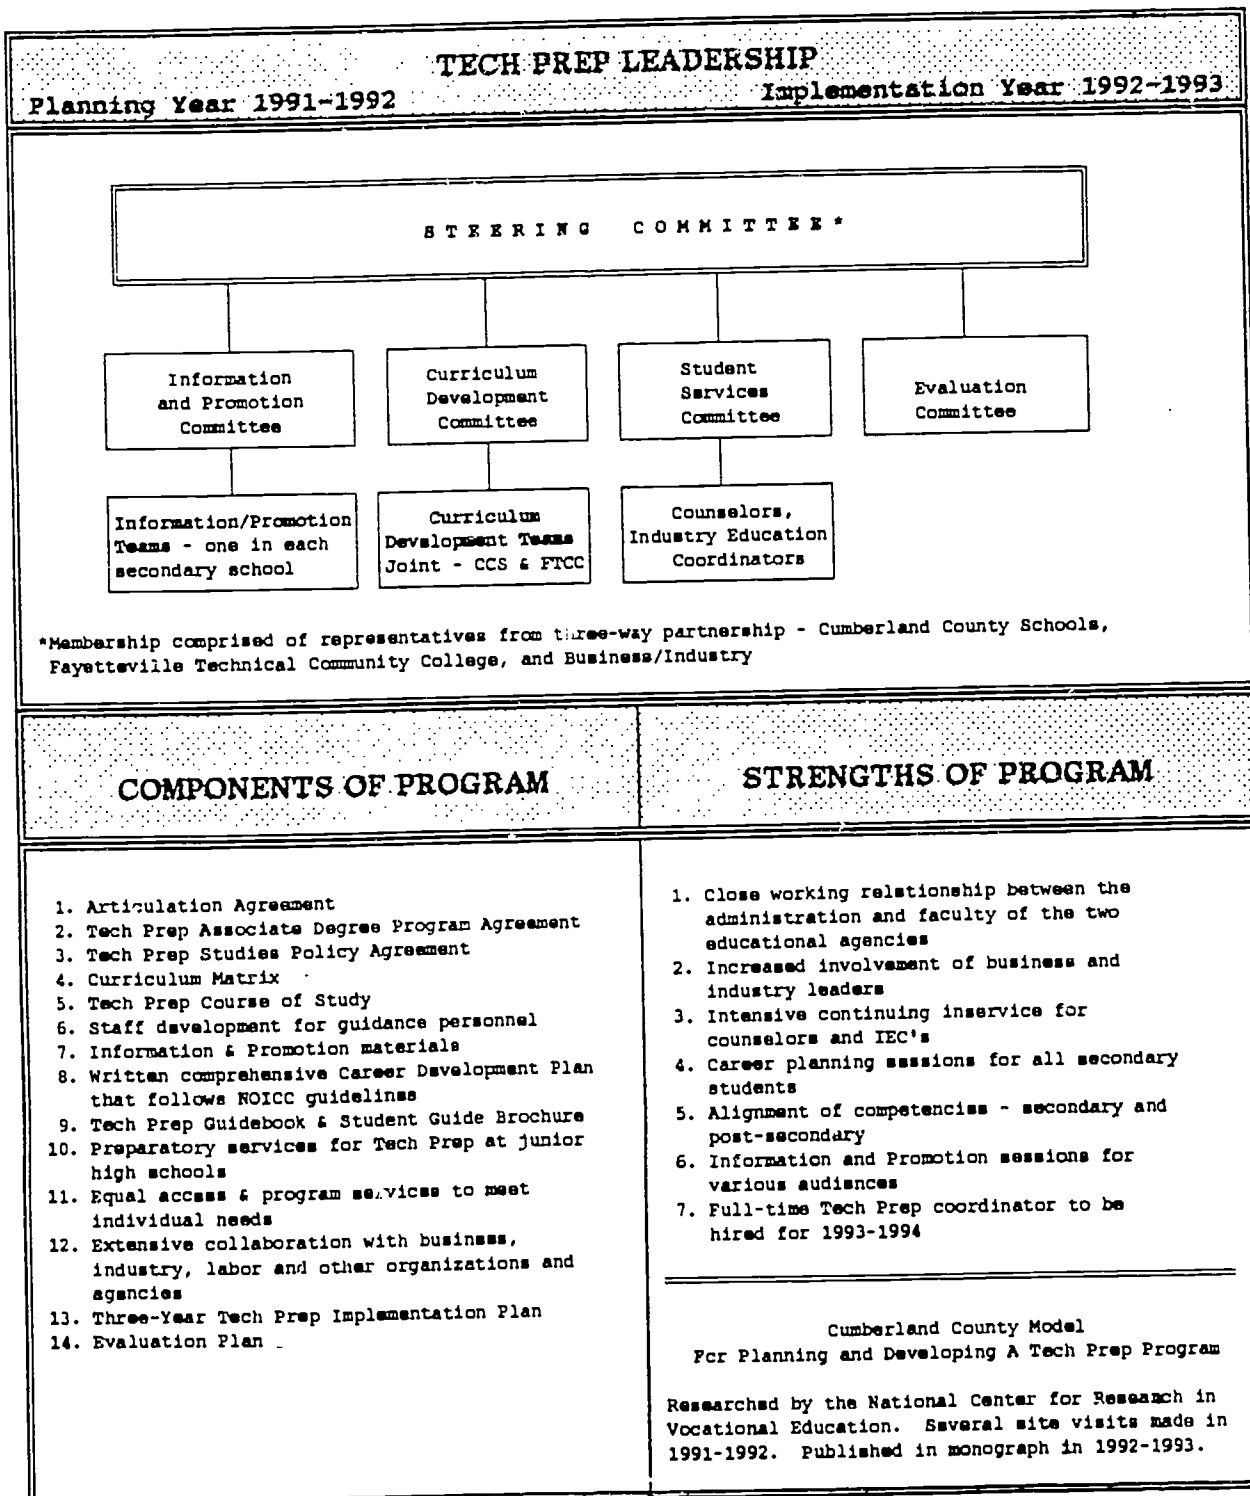 TECH PREP LEADERSHIP
Planning Year 1991-1992 Implementation Year 1992-1993
STEERING COMMITTEE*
Information
and Promotion
Committee
Curriculum
Development
Committee
Student
Services
Committee
Evaluation
Committee
Information/Promotion
Teams - one in each
secondary school
Curriculum
Development Teams
Joint - CCS & FTCC
Counselors,
Industry Education
Coordinators
*Membership comprised of representatives from three-way partnership - Cumberland County Schools,
Fayetteville Technical Community College, and Business/Industry
COMPONENTS OF PROGRAM
1. Articulation Agreement
2. Tech Prep Associate Degree Program Agreement
3. Tech Prep Studies Policy Agreement
4. Curriculum Matrix
5. Tech Prep Course of Study
6. Staff development for guidance personnel
7. Information & Promotion materials
8. Written comprehensive Career Development Plan
that follows NOICC guidelines
9. Tech Prep Guidebook & Student Guide Brochure
10. Preparatory services for Tech Prep at junior
high schools
11. Equal access & program services to meet
individual needs
12. Extensive collaboration with business,
industry, labor and other organizations and
agencies
13. Three-Year Tech Prep Implementation Plan
14. Evaluation Plan
STRENGTHS OF PROGRAM
1. Close working relationship between the
administration and faculty of the two
educational agencies
2. Increased involvement of business and
industry leaders
3. Intensive continuing inservice for
counselors and IEC's
4. Career planning sessions for all secondary
students
5. Alignment of competencies - secondary and
post-secondary
6. Information and Promotion sessions for
various audiences
7. Full-time Tech Prep coordinator to be
hired for 1993-1994
Cumberland County Model
For Planning and Developing A Tech Prep Program
Researched by the National Center for Research in
Vocational Education. Several site visits made in
1991-1992. Published in monograph in 1992-1993.